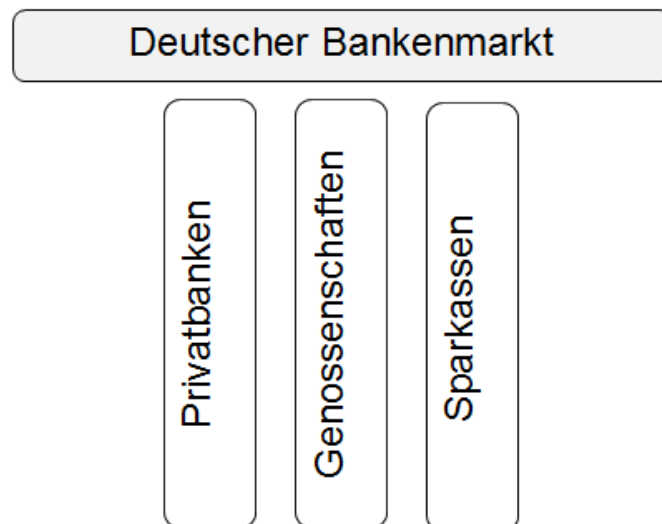 Deutscher Bankenmarkt
Privatbanken
Genossenschaften
Sparkassen